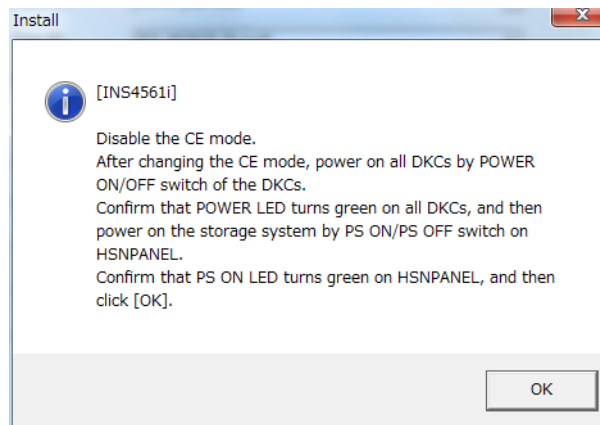 Install
[INS4561i]
Disable the CE mode.
After changing the CE mode, power on all DKCs by POWER
ON/OFF switch of the DKCs.
Confirm that POWER LED turns green on all DKCs, and then
power on the storage system by PS ON/PS OFF switch on
HSNPANEL.
Confirm that PS ON LED turns green on HSNPANEL, and then
click [OK].
OK